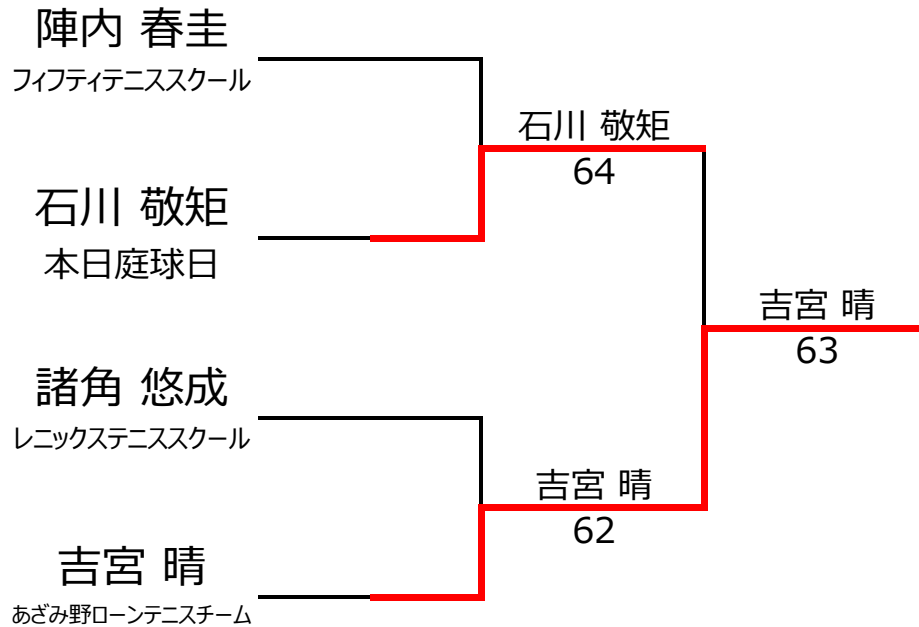 陣内 春圭
フィフティテニススクール
石川 敬矩
64
石川 敬矩
本日庭球日
吉宮 晴
63
諸角 悠成
レニックステニススクール
吉宮 晴
62
吉宮 晴
あざみ野ローンテニスチーム